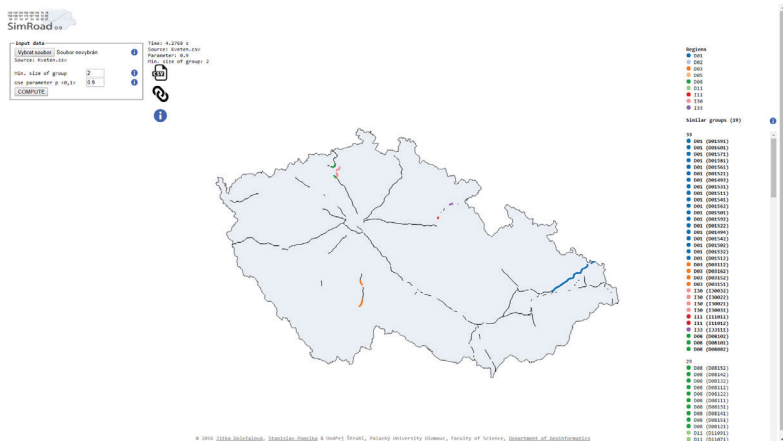 SimRoad 0.9
Input data
Vybrat soubor Soubor nevybrán
Source: Kveten.csv
Min. size of group 2
Use parameter p <0,1> 0.9
COMPUTE
Time: 4.2768 s
Source: Kveten.csv
Parameter: 0.9
Min. size of group: 2
CSV
Regions
D01
D02
D03
D05
D08
D11
I11
I30
I33
Similar groups (19)
33
D01 (D01591)
D01 (D01601)
D01 (D01571)
D01 (D01581)
D01 (D01561)
D01 (D01521)
D01 (D01493)
D01 (D01531)
D01 (D01511)
D01 (D01541)
D01 (D01562)
D01 (D01501)
D01 (D01592)
D01 (D01522)
D01 (D01494)
D01 (D01542)
D01 (D01502)
D01 (D01532)
D01 (D01512)
D03 (D03112)
D03 (D03162)
D03 (D03152)
D03 (D03151)
I30 (I30032)
I30 (I30022)
I30 (I30021)
I30 (I30031)
I11 (I11011)
I11 (I11012)
I33 (I33111)
D08 (D08102)
D08 (D08101)
D08 (D08082)
29
D08 (D08152)
D08 (D08142)
D08 (D08132)
D08 (D08112)
D08 (D08122)
D08 (D08111)
D08 (D08131)
D08 (D08141)
D08 (D08151)
D08 (D08121)
D11 (D11091)
D11 (D11071)
© 2018 Jitka Doležalová, Stanislav Popelka & Ondřej Štrubl, Palacký University Olomouc, Faculty of Science, Department of Geoinformatics